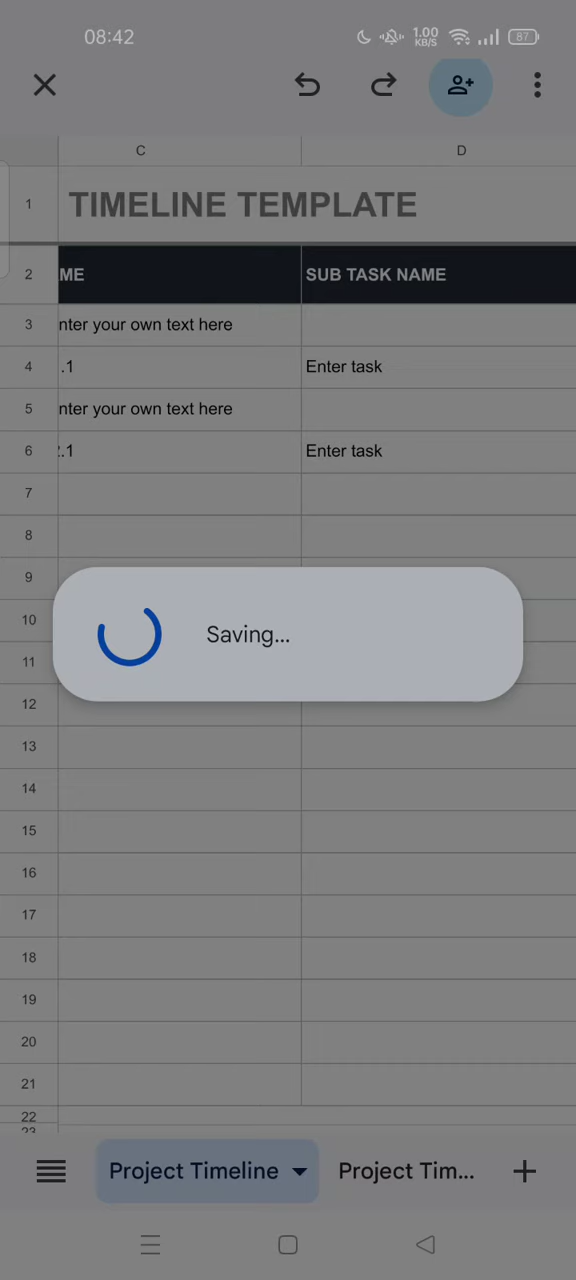 08:42
1.00
KB/S
87
C
D
1
TIMELINE TEMPLATE
2
ME
SUB TASK NAME
3
nter your own text here
4
.1
Enter task
5
nter your own text here
6
.1
Enter task
7
8
9
10
Saving...
11
12
13
14
15
16
17
18
19
20
21
22
23
Project Timeline
Project Tim...